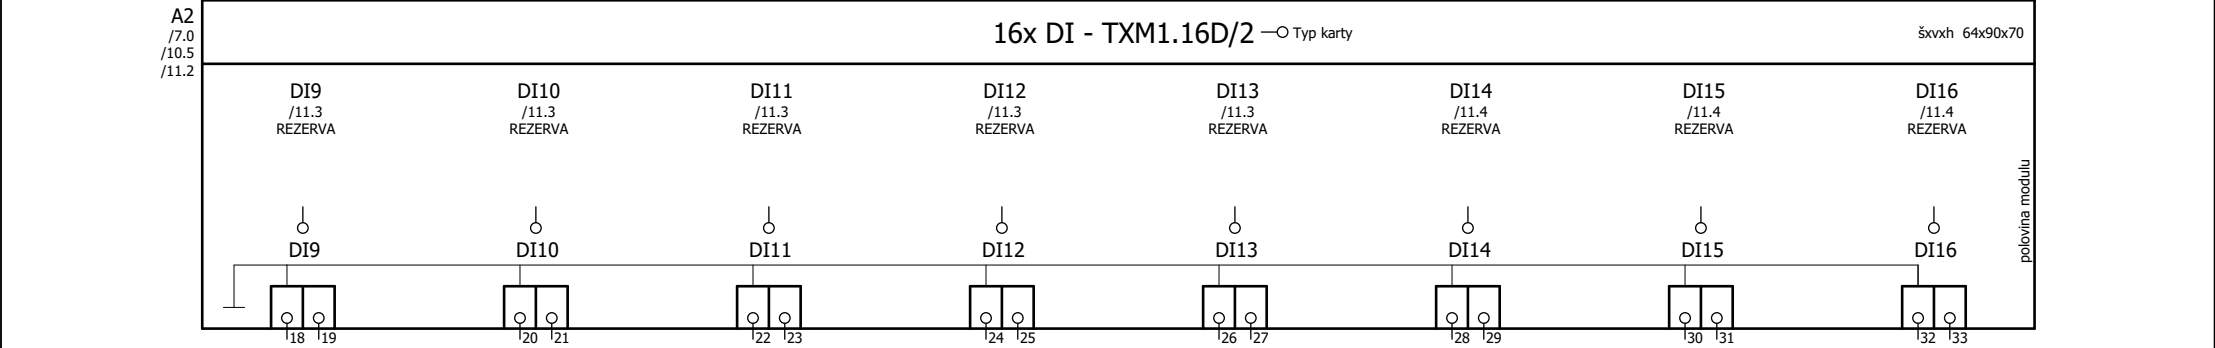 A2
/7.0
/10.5
/11.2
16x DI - TXM1.16D/2 Typ karty
šxvxh 64x90x70
DI9 DI10 DI11 DI12 DI13 DI14 DI15 DI16
/11.3 /11.3 /11.3 /11.3 /11.3 /11.4 /11.4 /11.4
REZERVA REZERVA REZERVA REZERVA REZERVA REZERVA REZERVA REZERVA
polovina modulu
DI9 DI10 DI11 DI12 DI13 DI14 DI15 DI16
18 19 20 21 22 23 24 25 26 27 28 29 30 31 32 33